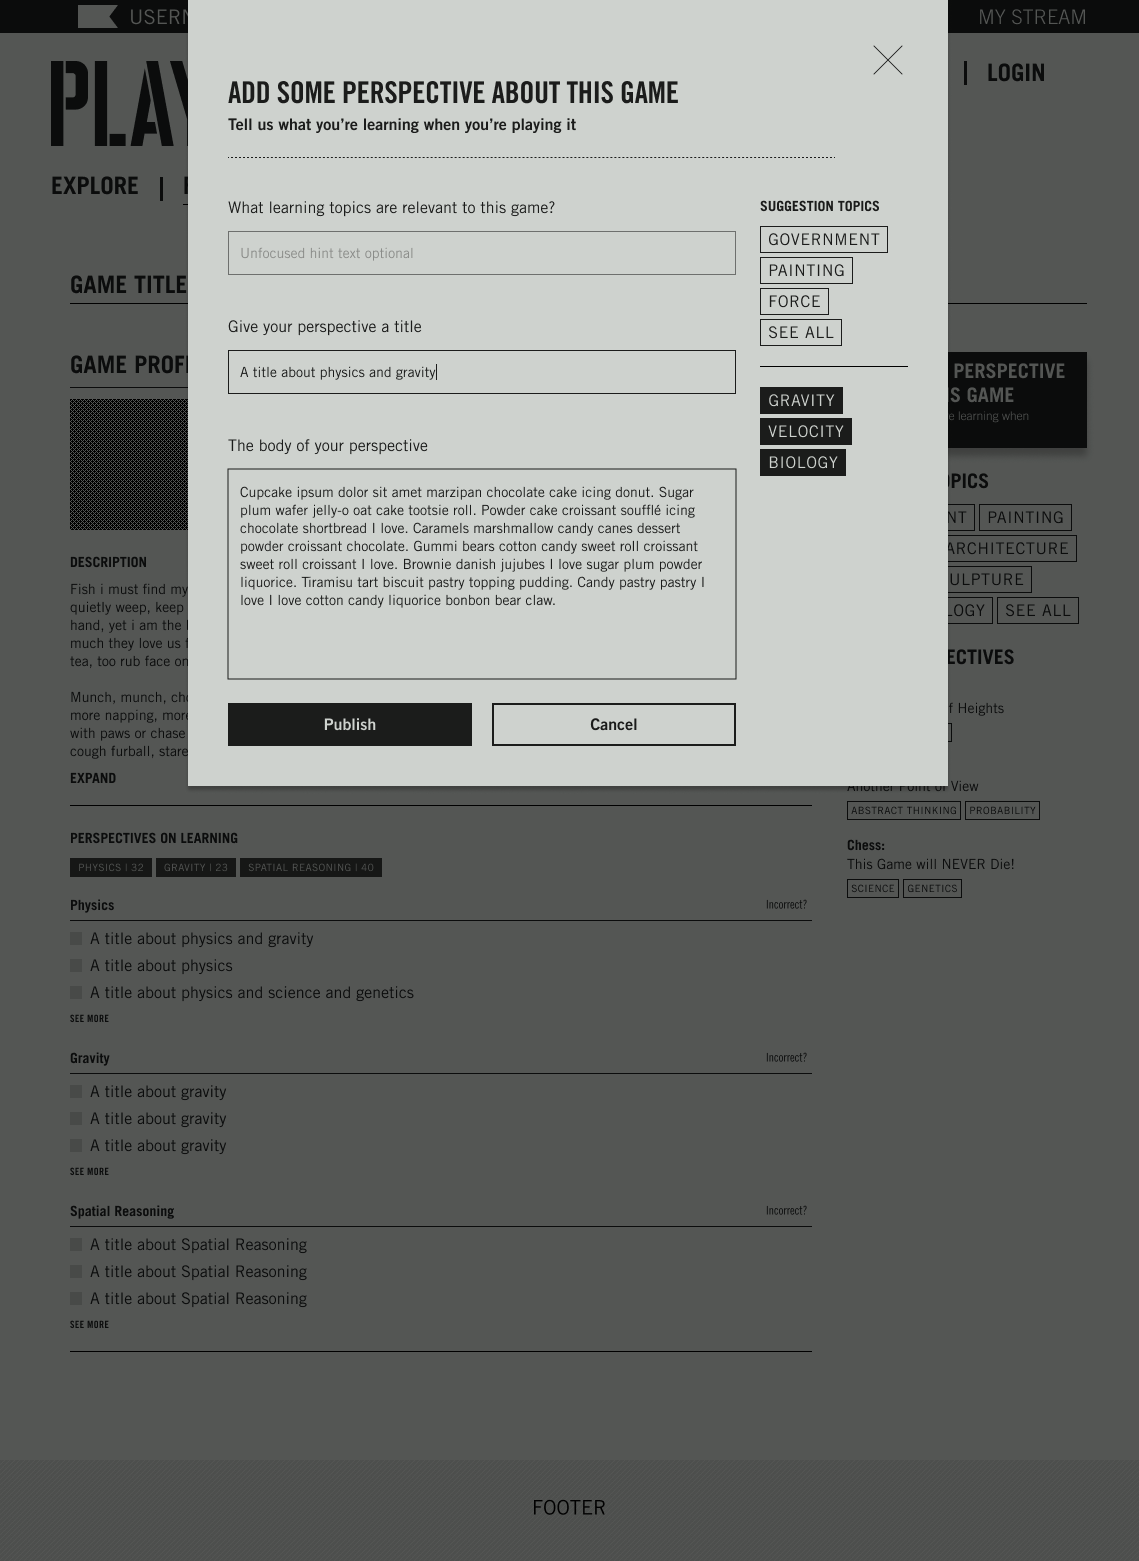 MY STREAM
LOGIN
EXPLORE |
GAME TITLE
GAME
DESCRIPTION
Fish i must find my
quietly weep, keep
hand, yet i am the
much they love us
tea, too rub face on
Munch, munch,
more napping, more
with paws or chase
cough furball, stare
EXPAND
ADD SOME PERSPECTIVE ABOUT THIS GAME
Tell us what you're learning when you're playing it
What learning topics are relevant to this game?
Unfocused hint text optional
Give your perspective a title
A title about physics and gravity
The body of your perspective
Cupcake ipsum dolor sit amet marzipan chocolate cake icing donut. Sugar
plum wafer jelly-o oat cake tootsie roll. Powder cake croissant soufflé icing
chocolate shortbread I love. Caramels marshmallow candy canes dessert
powder croissant chocolate. Gummi bears cotton candy sweet roll croissant
sweet roll croissant I love. Brownie danish jujubes I love sugar plum powder
liquorice. Tiramisu tart biscuit pastry topping pudding. Candy pastry pastry I
love I love cotton candy liquorice bonbon bear claw.
Publish
Cancel
SUGGESTION TOPICS
GOVERNMENT
PAINTING
FORCE
SEE ALL
GRAVITY
VELOCITY
BIOLOGY
PERSPECTIVE
GAME
learning when
PAINTING
ARCHITECTURE
SEE ALL
Heights
Another Point of View
ABSTRACT THINKING PROBABILITY
Chess:
This Game will NEVER Die!
SCIENCE GENETICS
PERSPECTIVES ON LEARNING
PHYSICS | 32 GRAVITY | 23 SPATIAL REASONING | 40
Physics Incorrect?
A title about physics and gravity
A title about physics
A title about physics and science and genetics
SEE MORE
Gravity Incorrect?
A title about gravity
A title about gravity
A title about gravity
SEE MORE
Spatial Reasoning Incorrect?
A title about Spatial Reasoning
A title about Spatial Reasoning
A title about Spatial Reasoning
SEE MORE
FOOTER